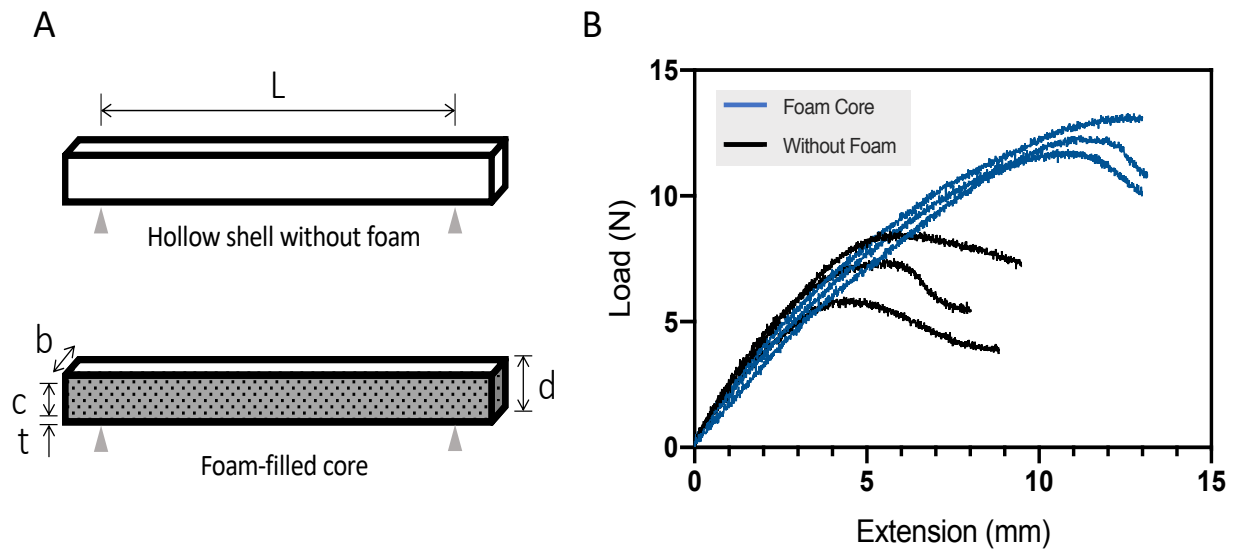 A
L
Hollow shell without foam
b
c
d
t
Foam-filled core
B
15
Foam Core
Without Foam
10
Load (N)
5
0
0 5 10 15
Extension (mm)